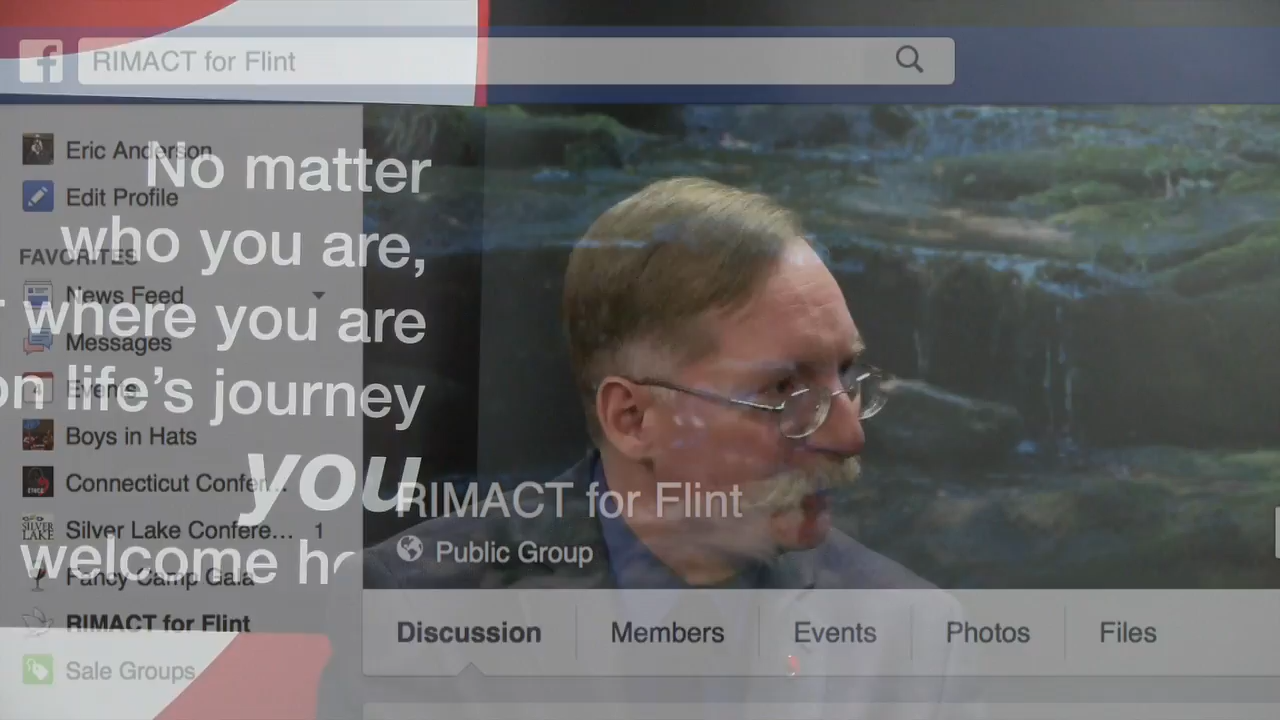 RIMACT for Flint
Eric Anderson
Edit Profile
FAVORITES
News Feed
Messages
Events
Boys in Hats
Connecticut Confer...
Silver Lake Confere... 1
Fancy Camp Gala
RIMACT for Flint
Sale Groups
No matter
who you are,
where you are
on life's journey
you
welcome
RIMACT for Flint
Public Group
Discussion Members Events Photos Files